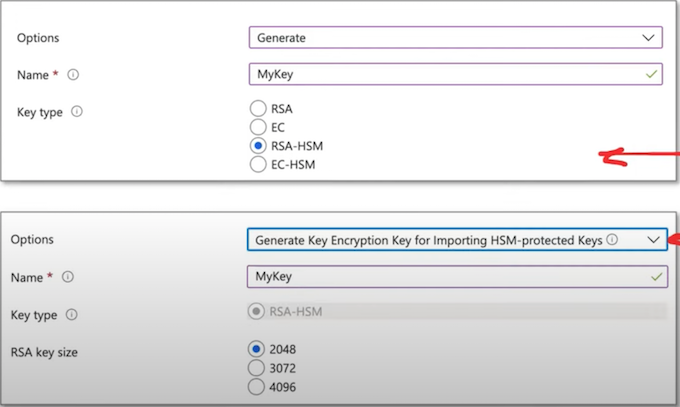 Options Generate
Name * MyKey
Key type RSA
EC
RSA-HSM
EC-HSM
Options Generate Key Encryption Key for Importing HSM-protected Keys
Name * MyKey
Key type RSA-HSM
RSA key size 2048
3072
4096